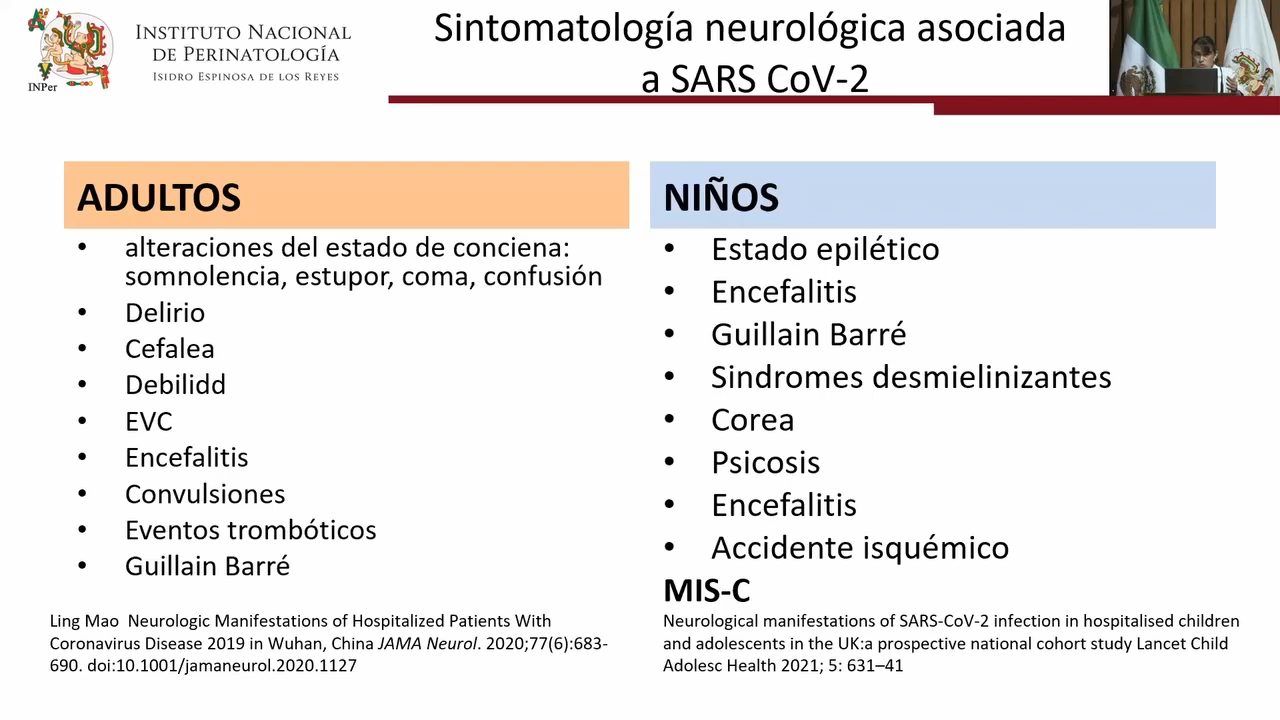 INSTITUTO NACIONAL
DE PERINATOLOGÍA
ISIDRO ESPINOSA DE LOS REYES
INPer
Sintomatología neurológica asociada
a SARS CoV-2
ADULTOS
• alteraciones del estado de conciena:
somnolencia, estupor, coma, confusión
• Delirio
• Cefalea
• Debilidd
• EVC
• Encefalitis
• Convulsiones
• Eventos trombóticos
• Guillain Barré
Ling Mao Neurologic Manifestations of Hospitalized Patients With
Coronavirus Disease 2019 in Wuhan, China JAMA Neurol. 2020;77(6):683-
690. doi:10.1001/jamaneurol.2020.1127
NIÑOS
• Estado epilético
• Encefalitis
• Guillain Barré
• Sindromes desmielinizantes
• Corea
• Psicosis
• Encefalitis
• Accidente isquémico
MIS-C
Neurological manifestations of SARS-CoV-2 infection in hospitalised children
and adolescents in the UK:a prospective national cohort study Lancet Child
Adolesc Health 2021; 5: 631–41